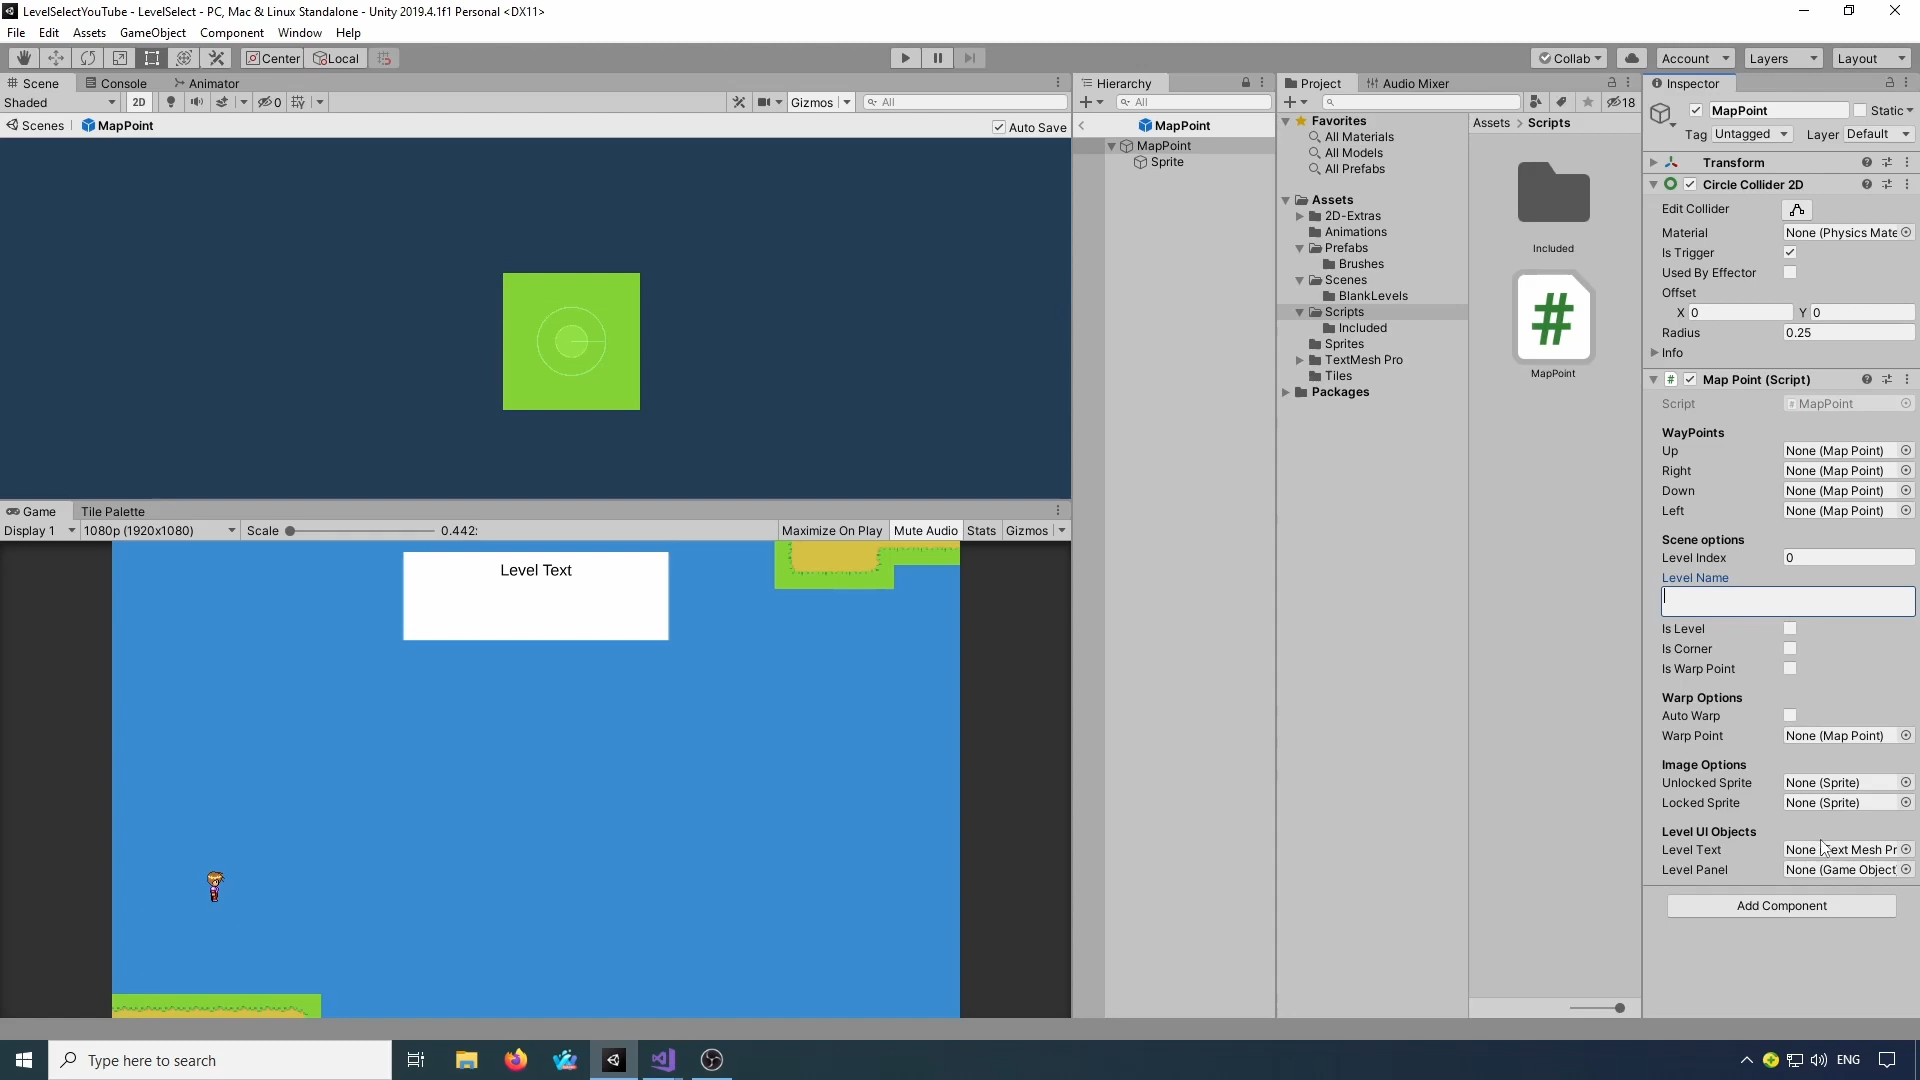 LevelSelectYouTube - LevelSelect - PC, Mac & Linux Standalone - Unity 2019.4.1f1 Personal <DX11>
File Edit Assets GameObject Component Window Help
Center Local
Collab Account Layers Layout
Scene Console Animator
Shaded 2D 0 Gizmos All
Scenes MapPoint Auto Save
Game Tile Palette
Display 1 1080p (1920x1080) Scale 0.442: Maximize On Play Mute Audio Stats Gizmos
Level Text
Hierarchy
All
MapPoint
MapPoint
Sprite
Project Audio Mixer
18
Favorites
All Materials
All Models
All Prefabs
Assets
2D-Extras
Animations
Prefabs
Brushes
Scenes
BlankLevels
Scripts
Included
Sprites
TextMesh Pro
Tiles
Packages
Assets > Scripts
Included
#
MapPoint
Inspector
MapPoint Static
Tag Untagged Layer Default
Transform
Circle Collider 2D
Edit Collider
Material None (Physics Mate
Is Trigger
Used By Effector
Offset
X 0 Y 0
Radius 0.25
Info
# Map Point (Script)
Script MapPoint
WayPoints
Up None (Map Point)
Right None (Map Point)
Down None (Map Point)
Left None (Map Point)
Scene options
Level Index 0
Level Name
Is Level
Is Corner
Is Warp Point
Warp Options
Auto Warp
Warp Point None (Map Point)
Image Options
Unlocked Sprite None (Sprite)
Locked Sprite None (Sprite)
Level UI Objects
Level Text None (Text Mesh Pr
Level Panel None (Game Object
Add Component
Type here to search
ENG